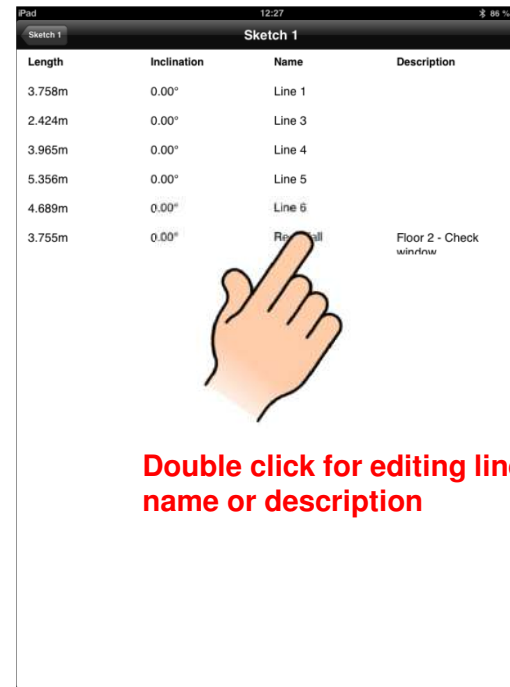 iPad 12:27 86 %
Sketch 1 Sketch 1
Length Inclination Name Description
3.758m 0.00° Line 1
2.424m 0.00° Line 3
3.965m 0.00° Line 4
5.356m 0.00° Line 5
4.689m 0.00° Line 6
3.755m 0.00° Floor 2 - Check
window
Double click for editing line
name or description